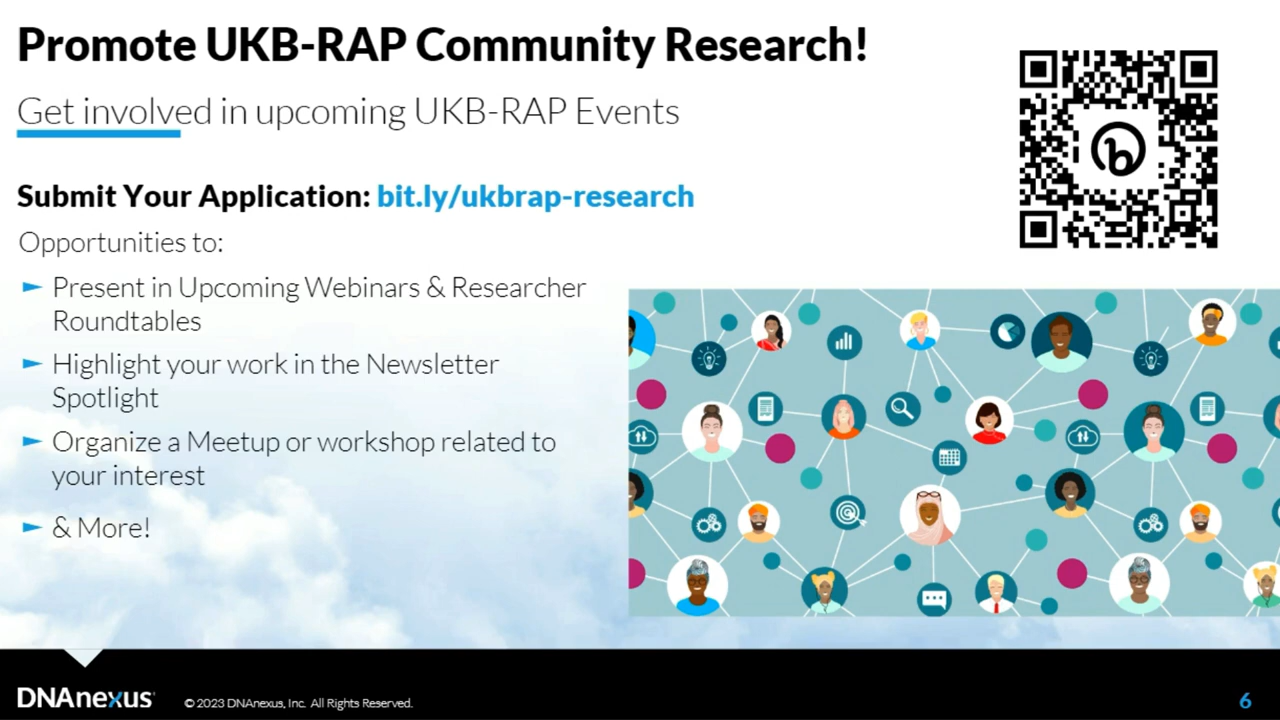 Promote UKB-RAP Community Research!
Get involved in upcoming UKB-RAP Events
Submit Your Application: bit.ly/ukbrap-research
Opportunities to:
► Present in Upcoming Webinars & Researcher
Roundtables
► Highlight your work in the Newsletter
Spotlight
► Organize a Meetup or workshop related to
your interest
► & More!
DNAnexus
© 2023 DNAnexus, Inc. All Rights Reserved.
6